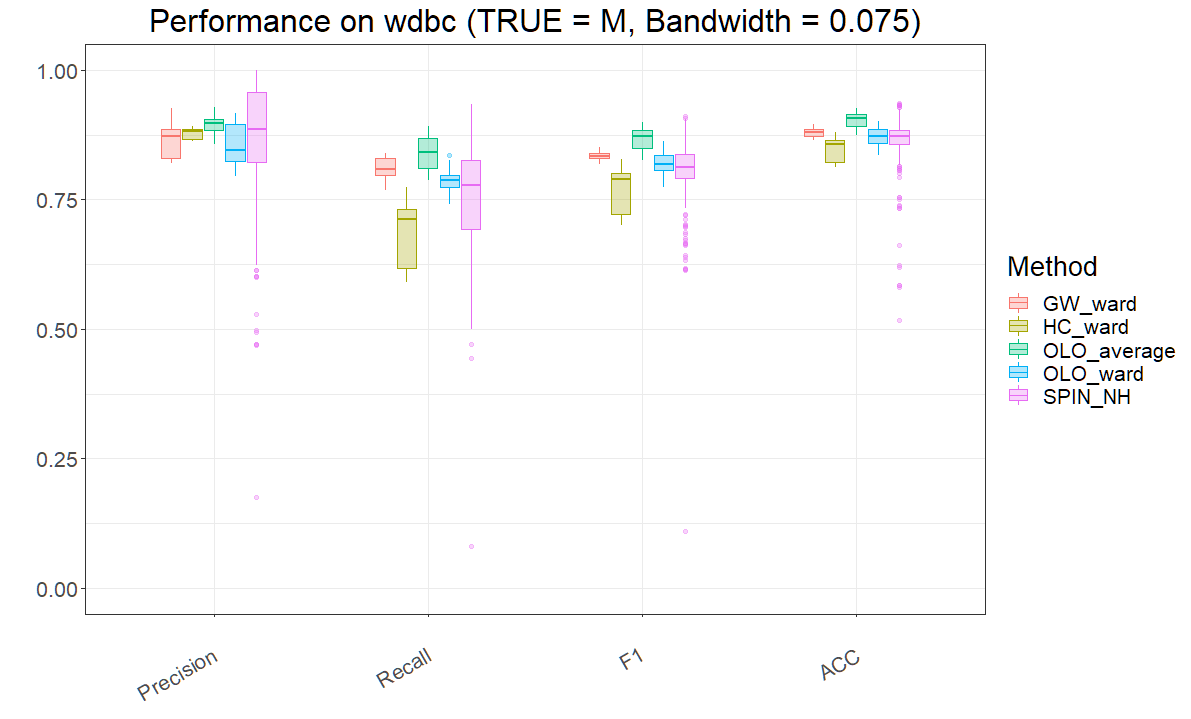 Performance on wdbc (TRUE = M, Bandwidth = 0.075)
1.00
0.75
0.50
0.25
0.00
Precision
Recall
F1
ACC
Method
GW_ward
HC_ward
OLO_average
OLO_ward
SPIN_NH